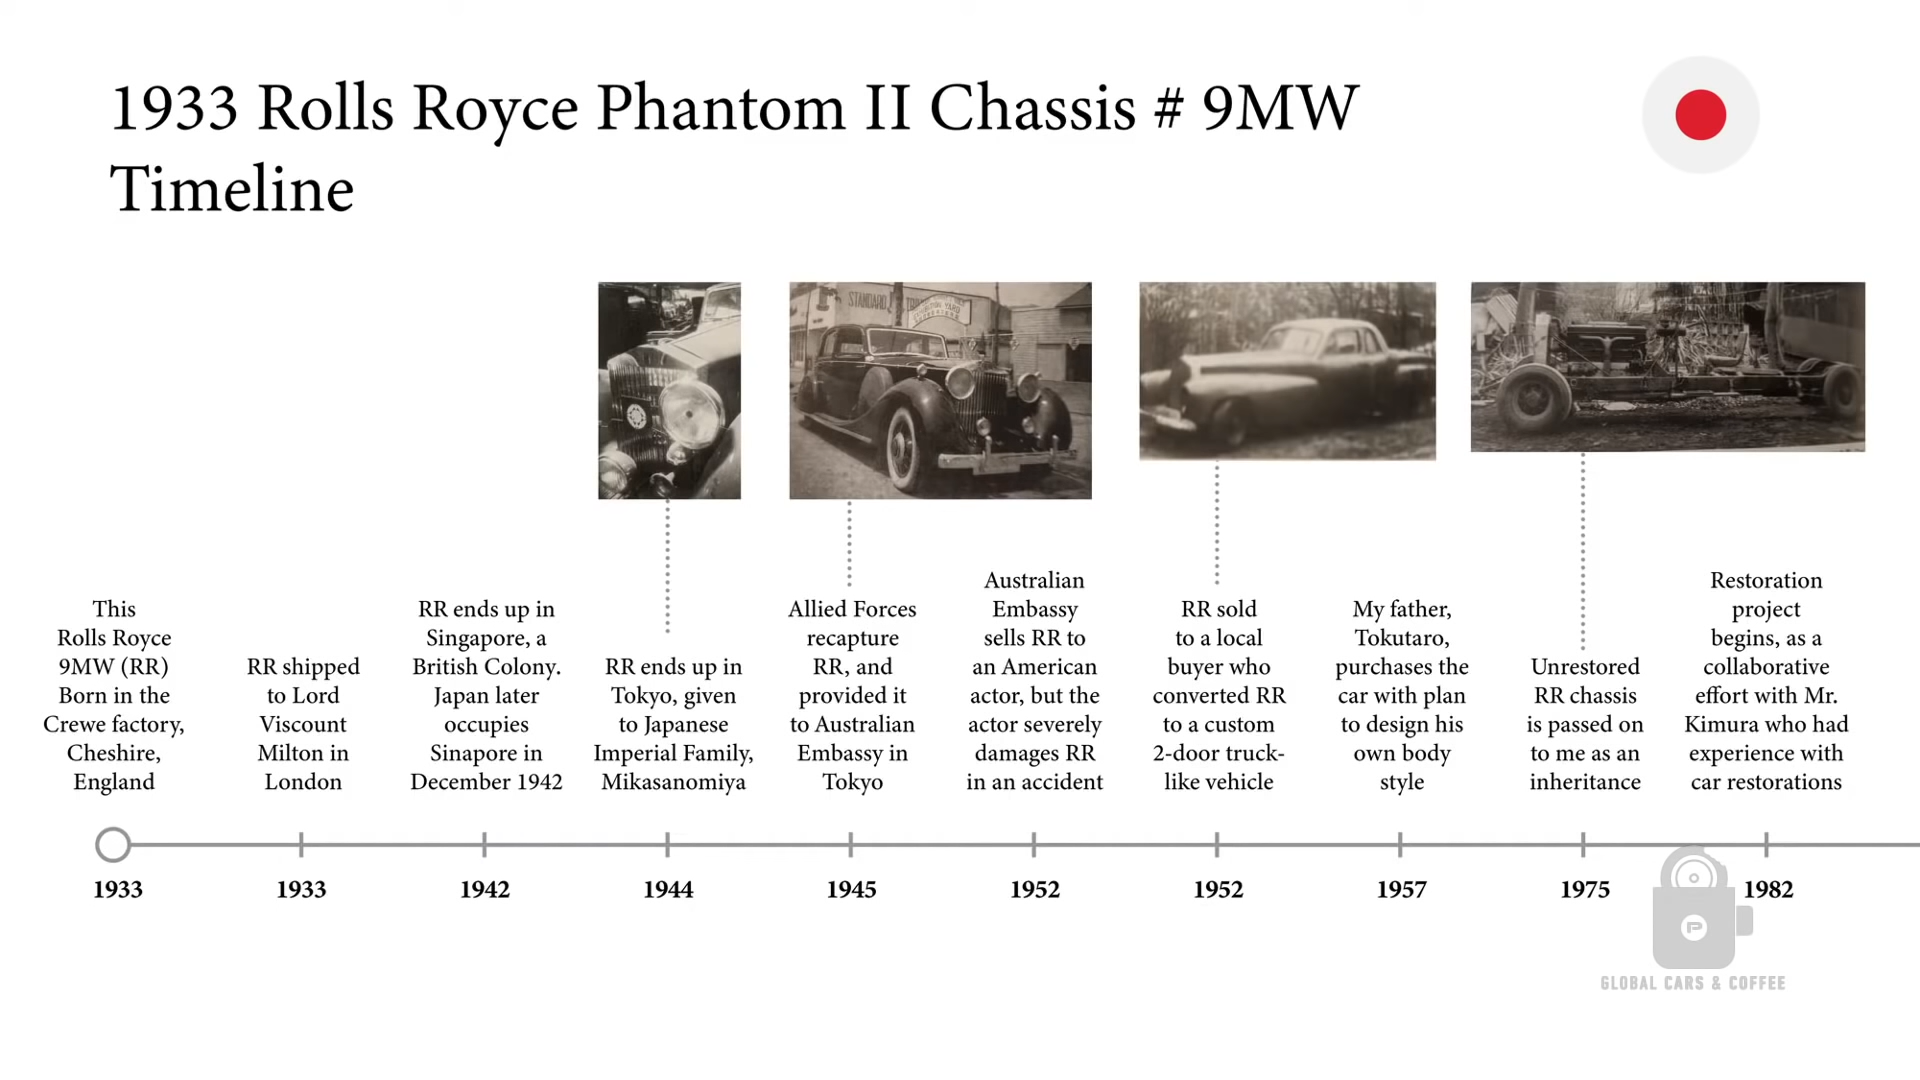 1933 Rolls Royce Phantom II Chassis # 9MW
Timeline
STANDARD
This
Rolls Royce
9MW (RR)
Born in the
Crewe factory,
Cheshire,
England
RR shipped
to Lord
Viscount
Milton in
London
RR ends up in
Singapore, a
British Colony.
Japan later
occupies
Sinapore in
December 1942
RR ends up in
Tokyo, given
to Japanese
Imperial Family,
Mikasanomiya
Allied Forces
recapture
RR, and
provided it
to Australian
Embassy in
Tokyo
Australian
Embassy
sells RR to
an American
actor, but the
actor severely
damages RR
in an accident
RR sold
to a local
buyer who
converted RR
to a custom
2-door truck-
like vehicle
My father,
Tokutaro,
purchases the
car with plan
to design his
own body
style
Unrestored
RR chassis
is passed on
to me as an
inheritance
Restoration
project
begins, as a
collaborative
effort with Mr.
Kimura who had
experience with
car restorations
1933
1933
1942
1944
1945
1952
1952
1957
1975
1982
P
GLOBAL CARS & COFFEE